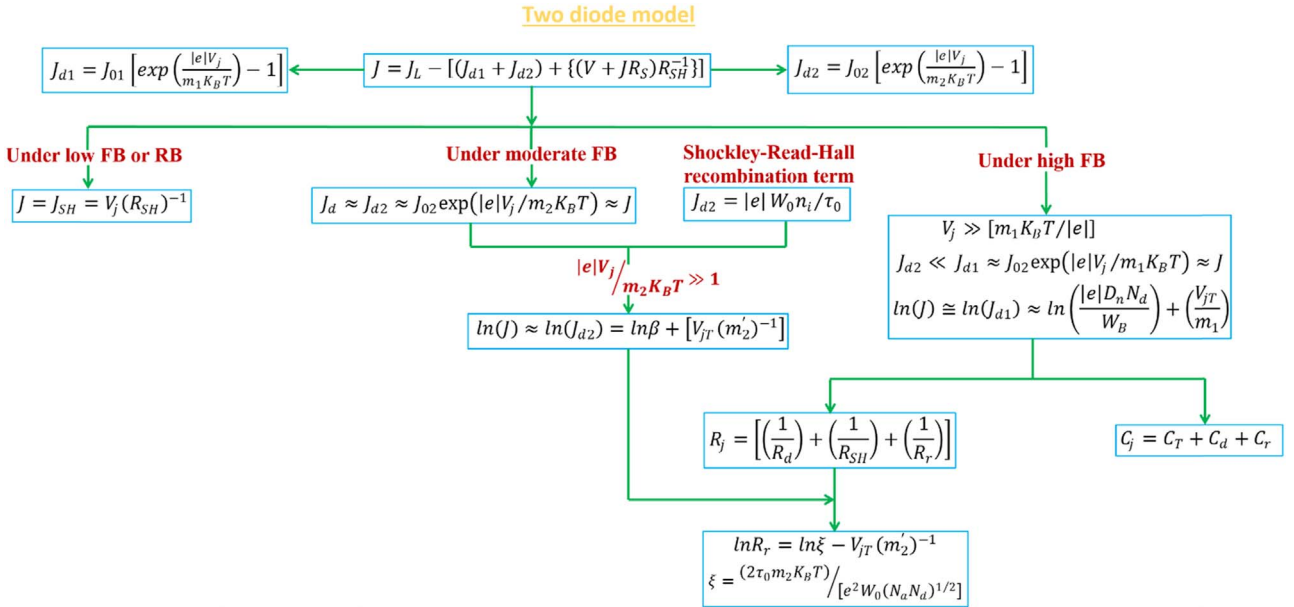 Two diode model
J_{d1} = J_{01} [exp(|e|V_j / m_1 K_B T) − 1]
J = J_L − [(J_{d1} + J_{d2}) + {(V + JR_S)R_{SH}^{−1}}]
J_{d2} = J_{02} [exp(|e|V_j / m_2 K_B T) − 1]
Under low FB or RB
J = J_{SH} = V_j (R_{SH})^{−1}
Under moderate FB
J_d ≈ J_{d2} ≈ J_{02} exp(|e|V_j/m_2 K_B T) ≈ J
Shockley-Read-Hall
recombination term
J_{d2} = |e| W_0 n_i/τ_0
|e|V_j / m_2 K_B T ≫ 1
ln(J) ≈ ln(J_{d2}) = lnβ + [V_{jT} (m_2^')^{−1}]
Under high FB
V_j ≫ [m_1 K_B T/|e|]
J_{d2} ≪ J_{d1} ≈ J_{02} exp(|e|V_j/m_1 K_B T) ≈ J
ln(J) ≅ ln(J_{d1}) ≈ ln(|e|D_n N_d / W_B) + (V_{jT} / m_1)
R_j = [(1/R_d) + (1/R_{SH}) + (1/R_r)]
C_j = C_T + C_d + C_r
lnR_r = lnξ − V_{jT} (m_2^')^{−1}
ξ = (2τ_0 m_2 K_B T) / [e^2 W_0 (N_a N_d)^{1/2}]